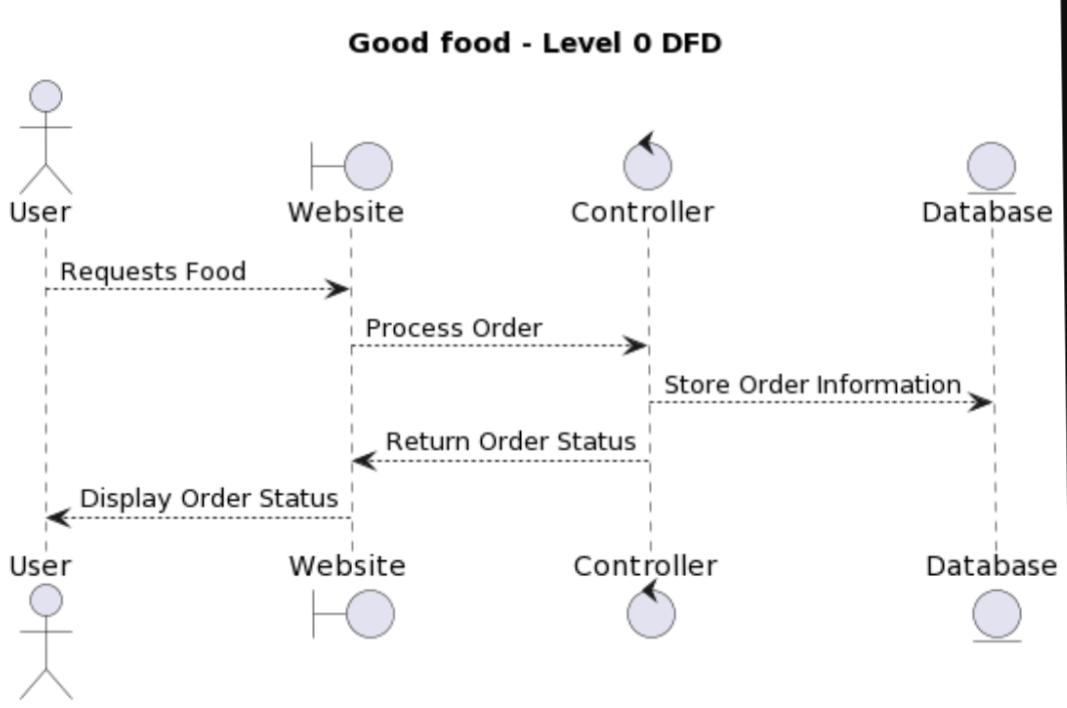 Good food - Level 0 DFD
User
Website
Controller
Database
Requests Food
Process Order
Store Order Information
Return Order Status
Display Order Status
User
Website
Controller
Database